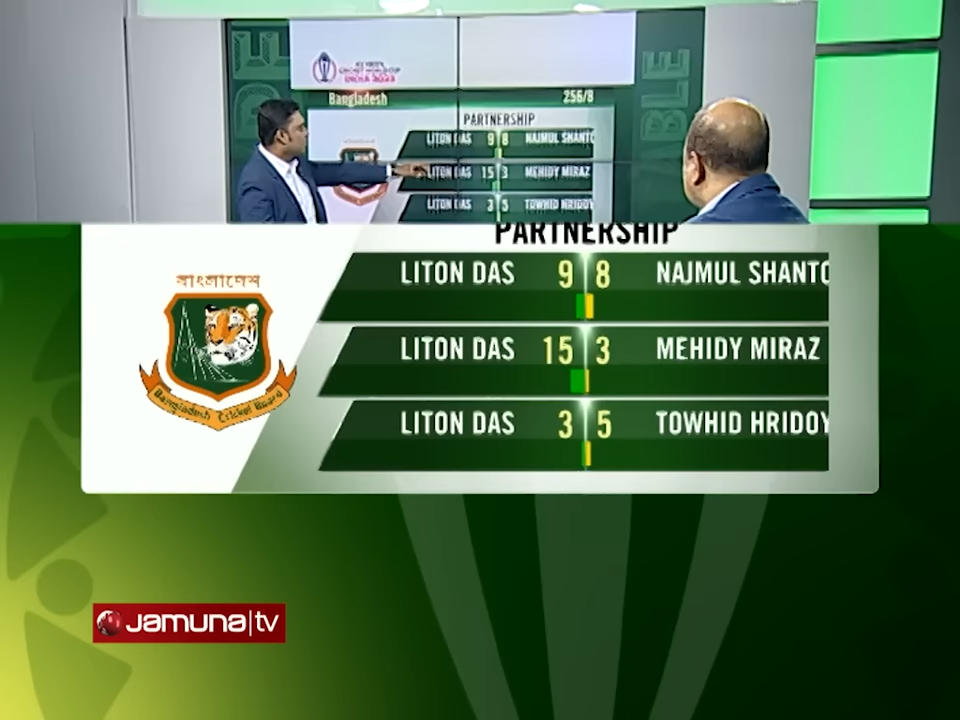 ICC MEN'S
CRICKET WORLD CUP
INDIA 2023
Bangladesh 256/8
PARTNERSHIP
LITON DAS 9 8 NAJMUL SHANTO
LITON DAS 15 3 MEHIDY MIRAZ
LITON DAS 3 5 TOWHID HRIDOY
ABLE
PARTNERSHIP
LITON DAS 9 8 NAJMUL SHANTO
LITON DAS 15 3 MEHIDY MIRAZ
LITON DAS 3 5 TOWHID HRIDOY
বাংলাদেশ
Bangladesh Cricket Board
Jamuna|tv